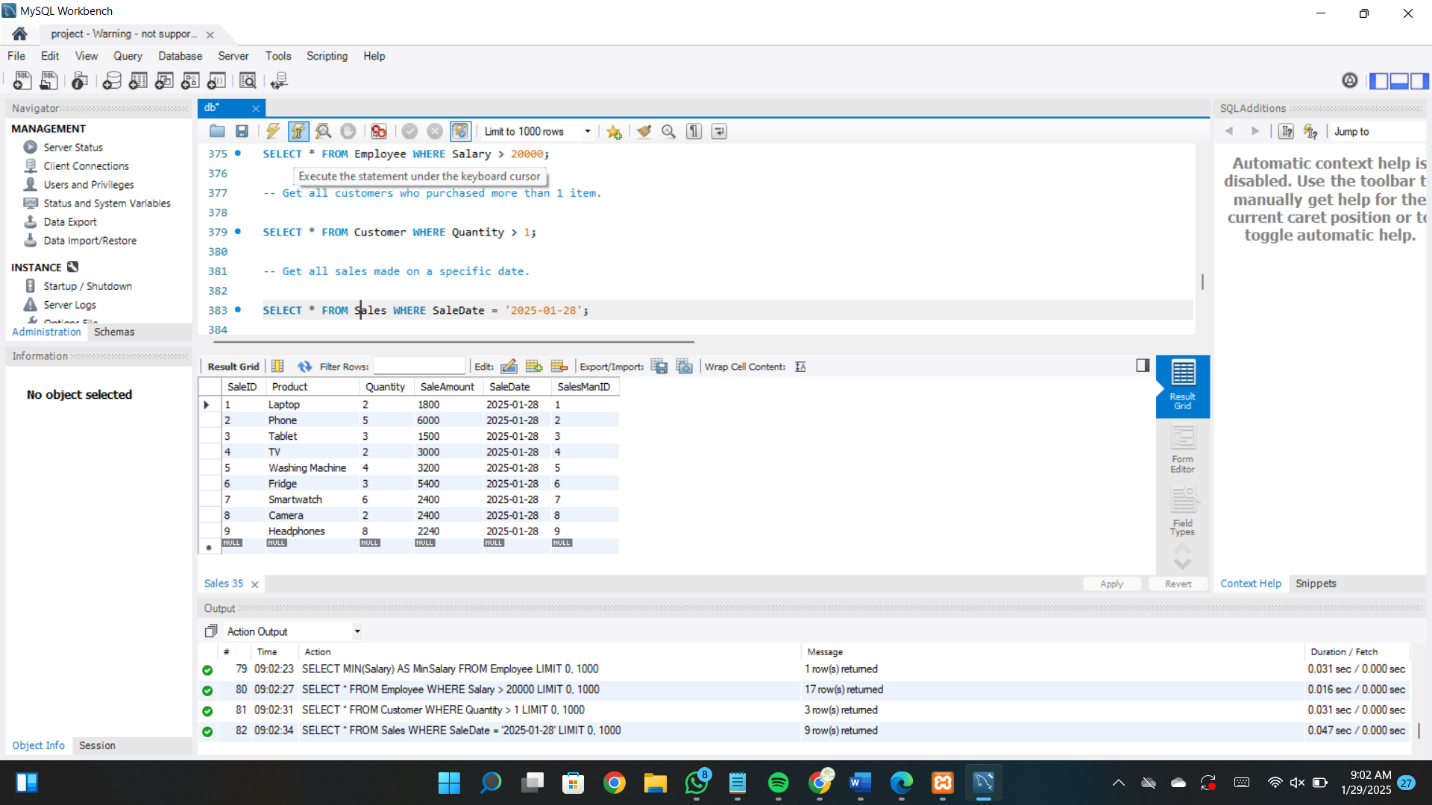 MySQL Workbench
project - Warning - not suppor...
File Edit View Query Database Server Tools Scripting Help
Navigator
MANAGEMENT
Server Status
Client Connections
Users and Privileges
Status and System Variables
Data Export
Data Import/Restore
INSTANCE
Startup / Shutdown
Server Logs
Options File
Administration Schemas
Information
No object selected
Object Info Session
db*
Limit to 1000 rows
375 SELECT * FROM Employee WHERE Salary > 20000;
376
Execute the statement under the keyboard cursor
377 -- Get all customers who purchased more than 1 item.
378
379 SELECT * FROM Customer WHERE Quantity > 1;
380
381 -- Get all sales made on a specific date.
382
383 SELECT * FROM Sales WHERE SaleDate = '2025-01-28';
384
Result Grid Filter Rows: Edit: Export/Import: Wrap Cell Content:
SaleID Product Quantity SaleAmount SaleDate SalesManID
1 Laptop 2 1800 2025-01-28 1
2 Phone 5 6000 2025-01-28 2
3 Tablet 3 1500 2025-01-28 3
4 TV 2 3000 2025-01-28 4
5 Washing Machine 4 3200 2025-01-28 5
6 Fridge 3 5400 2025-01-28 6
7 Smartwatch 6 2400 2025-01-28 7
8 Camera 2 2400 2025-01-28 8
9 Headphones 8 2240 2025-01-28 9
NULL NULL NULL NULL NULL NULL
Result Grid
Form Editor
Field Types
Sales 35
Apply Revert
SQLAdditions
Jump to
Automatic context help is
disabled. Use the toolbar t
manually get help for the
current caret position or to
toggle automatic help.
Context Help Snippets
Output
Action Output
# Time Action Message Duration / Fetch
79 09:02:23 SELECT MIN(Salary) AS MinSalary FROM Employee LIMIT 0, 1000 1 row(s) returned 0.031 sec / 0.000 sec
80 09:02:27 SELECT * FROM Employee WHERE Salary > 20000 LIMIT 0, 1000 17 row(s) returned 0.016 sec / 0.000 sec
81 09:02:31 SELECT * FROM Customer WHERE Quantity > 1 LIMIT 0, 1000 3 row(s) returned 0.031 sec / 0.000 sec
82 09:02:34 SELECT * FROM Sales WHERE SaleDate = '2025-01-28' LIMIT 0, 1000 9 row(s) returned 0.047 sec / 0.000 sec
8
9:02 AM
1/29/2025
27